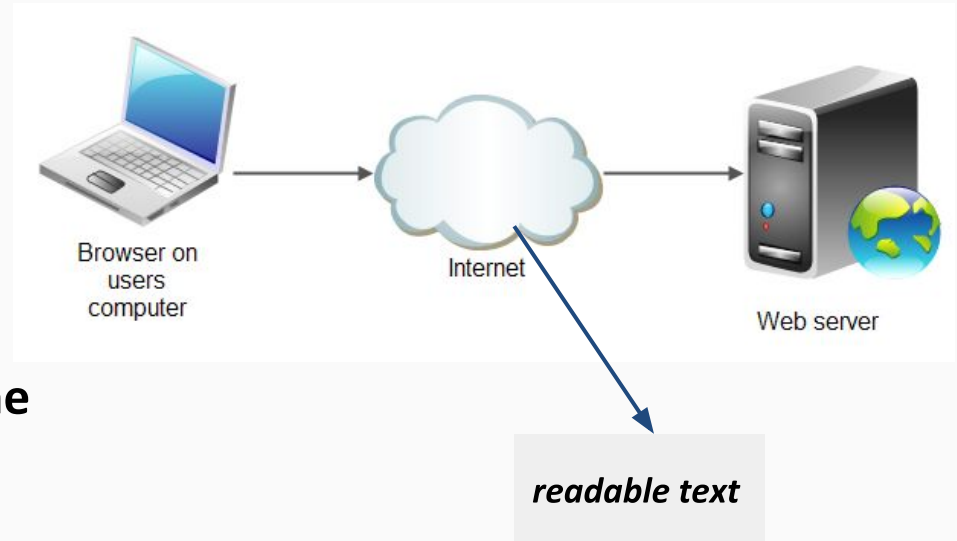 Browser on
users
computer
Internet
Web server
readable text